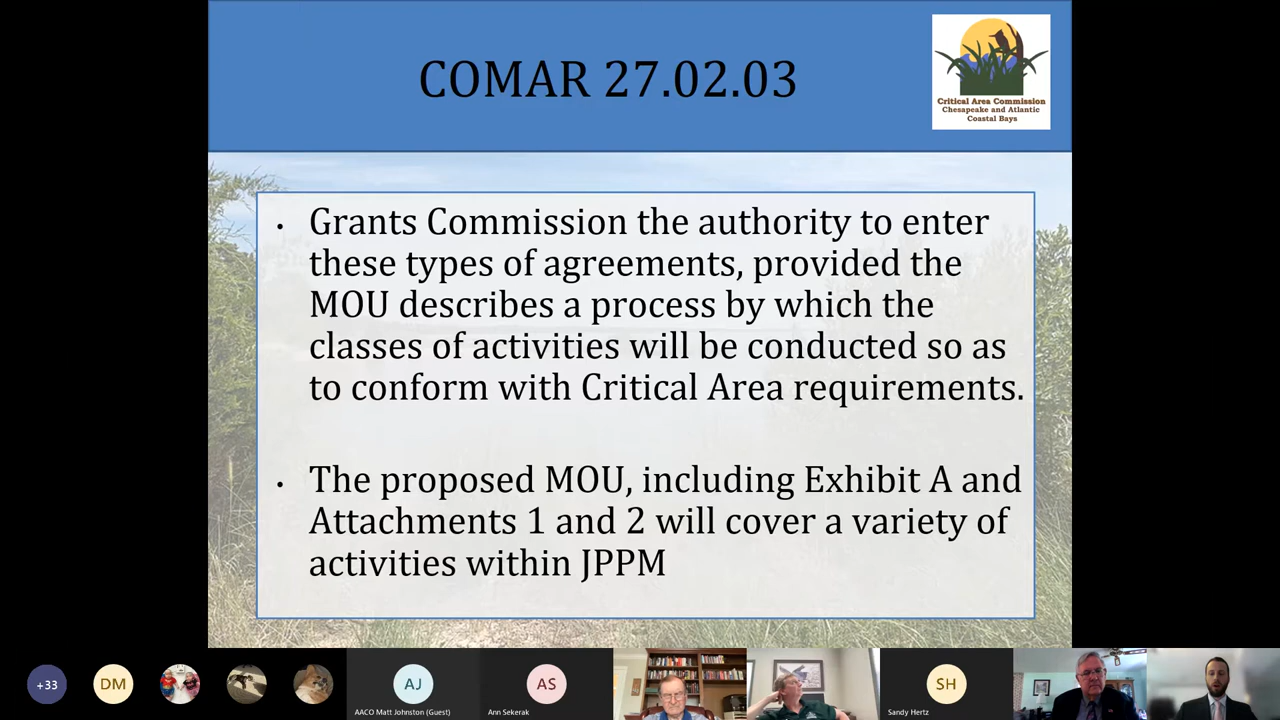 COMAR 27.02.03
Critical Area Commission
Chesapeake and Atlantic
Coastal Bays
• Grants Commission the authority to enter
these types of agreements, provided the
MOU describes a process by which the
classes of activities will be conducted so as
to conform with Critical Area requirements.
• The proposed MOU, including Exhibit A and
Attachments 1 and 2 will cover a variety of
activities within JPPM
+33
DM
AJ
AACO Matt Johnston (Guest)
AS
Ann Sekerak
SH
Sandy Hertz